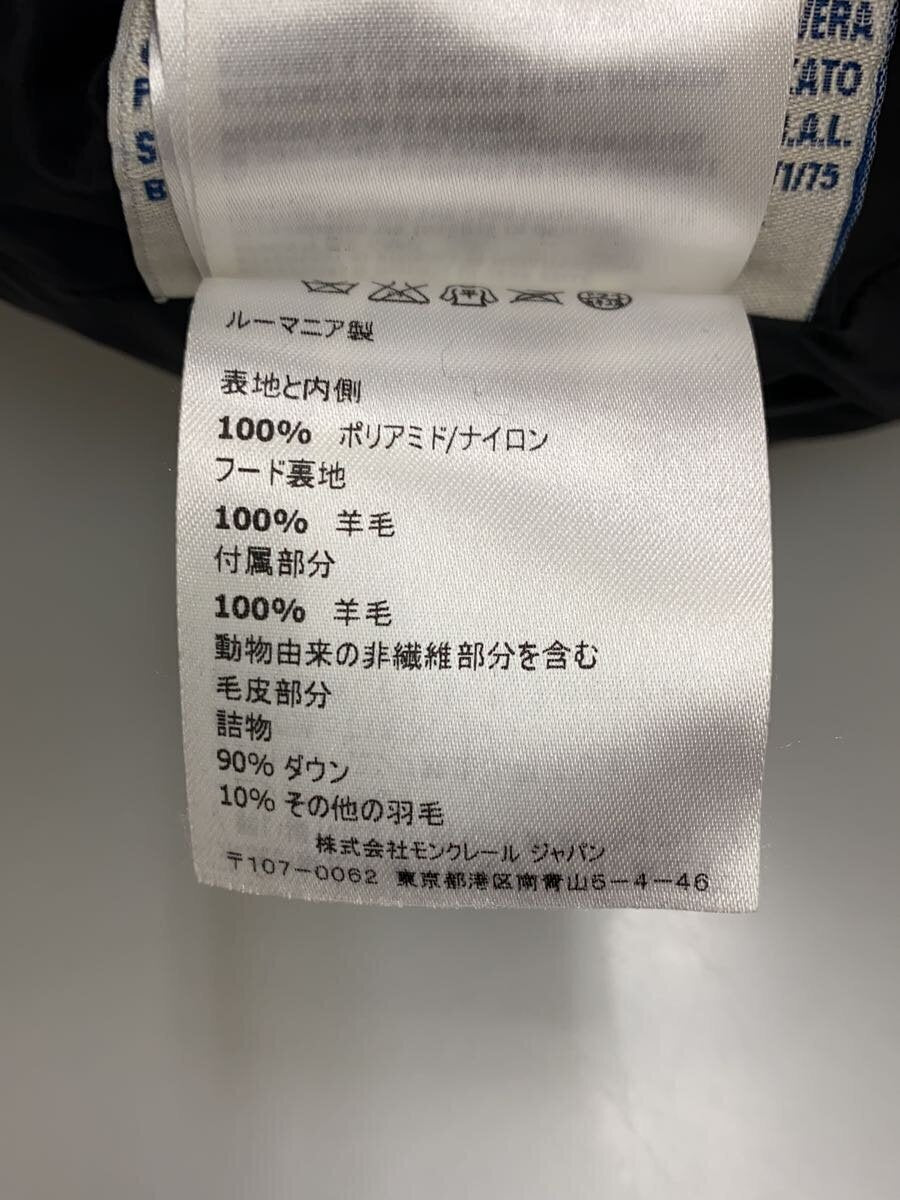 KATO
.A.L.
/1/75
ルーマニア製
表地と内側
100% ポリアミド/ナイロン
フード裏地
100% 羊毛
付属部分
100% 羊毛
動物由来の非繊維部分を含む
毛皮部分
詰物
90% ダウン
10% その他の羽毛
株式会社モンクレール ジャパン
〒107-0062 東京都港区南青山5-4-46